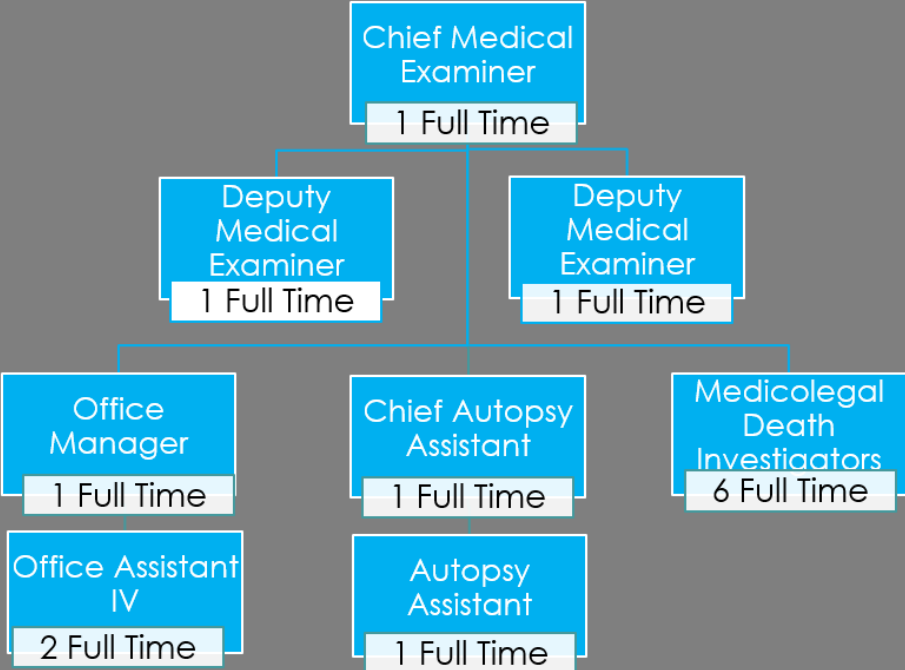 Chief Medical
Examiner
1 Full Time
Deputy
Medical
Examiner
1 Full Time
Deputy
Medical
Examiner
1 Full Time
Office
Manager
1 Full Time
Chief Autopsy
Assistant
1 Full Time
Medicolegal
Death
Investigators
6 Full Time
Office Assistant
IV
2 Full Time
Autopsy
Assistant
1 Full Time